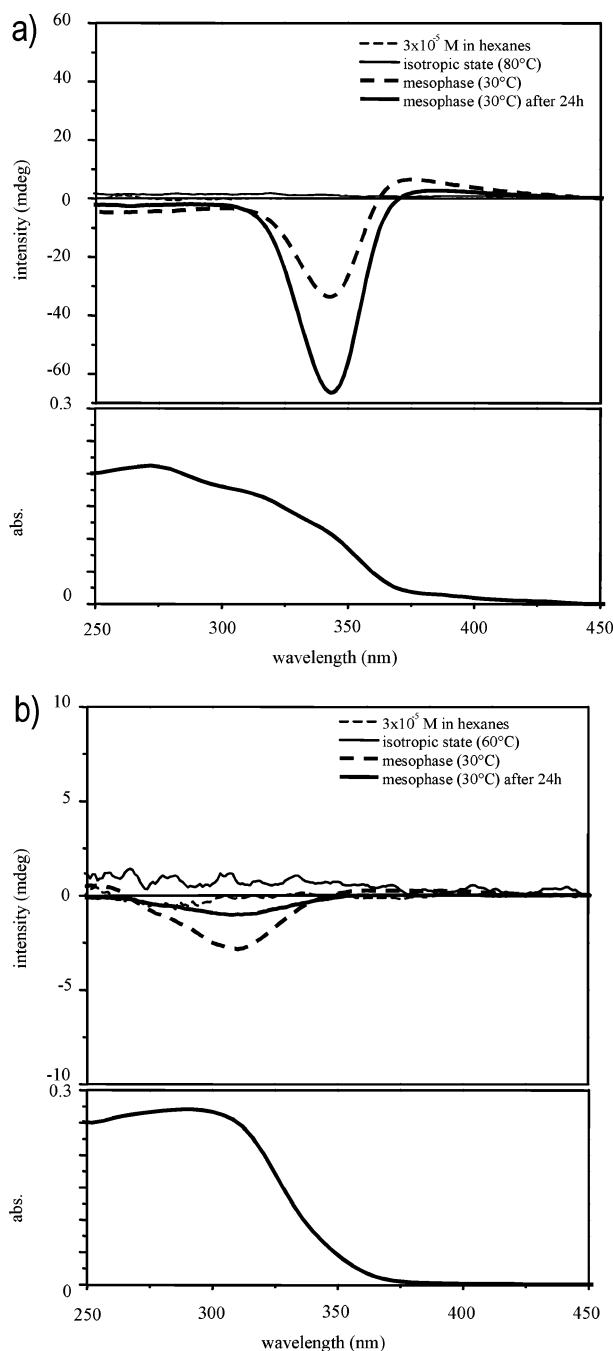 a)
60
40
20
0
-20
-40
-60
intensity (mdeg)
3x10⁻⁵ M in hexanes
isotropic state (80°C)
mesophase (30°C)
mesophase (30°C) after 24h
0.3
abs.
0
250 300 350 400 450
wavelength (nm)
b)
10
5
0
-5
-10
intensity (mdeg)
3x10⁻⁵ M in hexanes
isotropic state (60°C)
mesophase (30°C)
mesophase (30°C) after 24h
0.3
abs.
0
250 300 350 400 450
wavelength (nm)